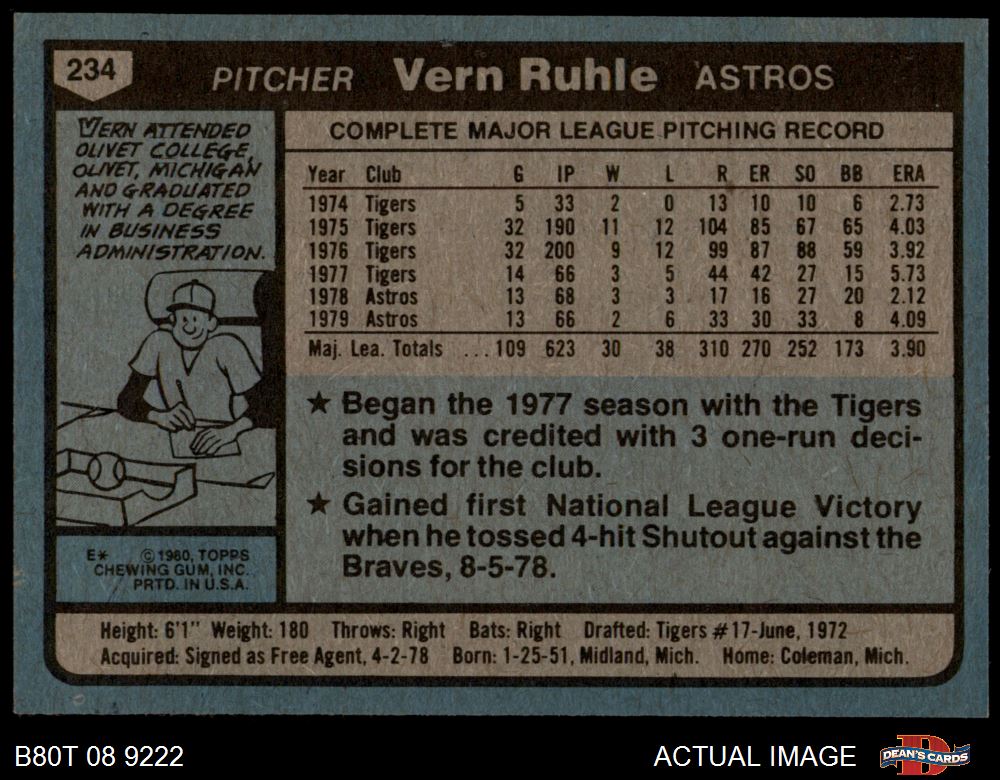 234 PITCHER Vern Ruhle ASTROS
VERN ATTENDED
OLIVET COLLEGE,
OLIVET, MICHIGAN
AND GRADUATED
WITH A DEGREE
IN BUSINESS
ADMINISTRATION.
E* © 1980, TOPPS
CHEWING GUM, INC.
PRTD. IN U.S.A.
COMPLETE MAJOR LEAGUE PITCHING RECORD
Year Club G IP W L R ER SO BB ERA
1974 Tigers 5 33 2 0 13 10 10 6 2.73
1975 Tigers 32 190 11 12 104 85 67 65 4.03
1976 Tigers 32 200 9 12 99 87 88 59 3.92
1977 Tigers 14 66 3 5 44 42 27 15 5.73
1978 Astros 13 68 3 3 17 16 27 20 2.12
1979 Astros 13 66 2 6 33 30 33 8 4.09
Maj. Lea. Totals ...109 623 30 38 310 270 252 173 3.90
★ Began the 1977 season with the Tigers
and was credited with 3 one-run deci-
sions for the club.
★ Gained first National League Victory
when he tossed 4-hit Shutout against the
Braves, 8-5-78.
Height: 6'1" Weight: 180 Throws: Right Bats: Right Drafted: Tigers #17-June, 1972
Acquired: Signed as Free Agent, 4-2-78 Born: 1-25-51, Midland, Mich. Home: Coleman, Mich.
B80T 08 9222 ACTUAL IMAGE DEAN'S CARDS